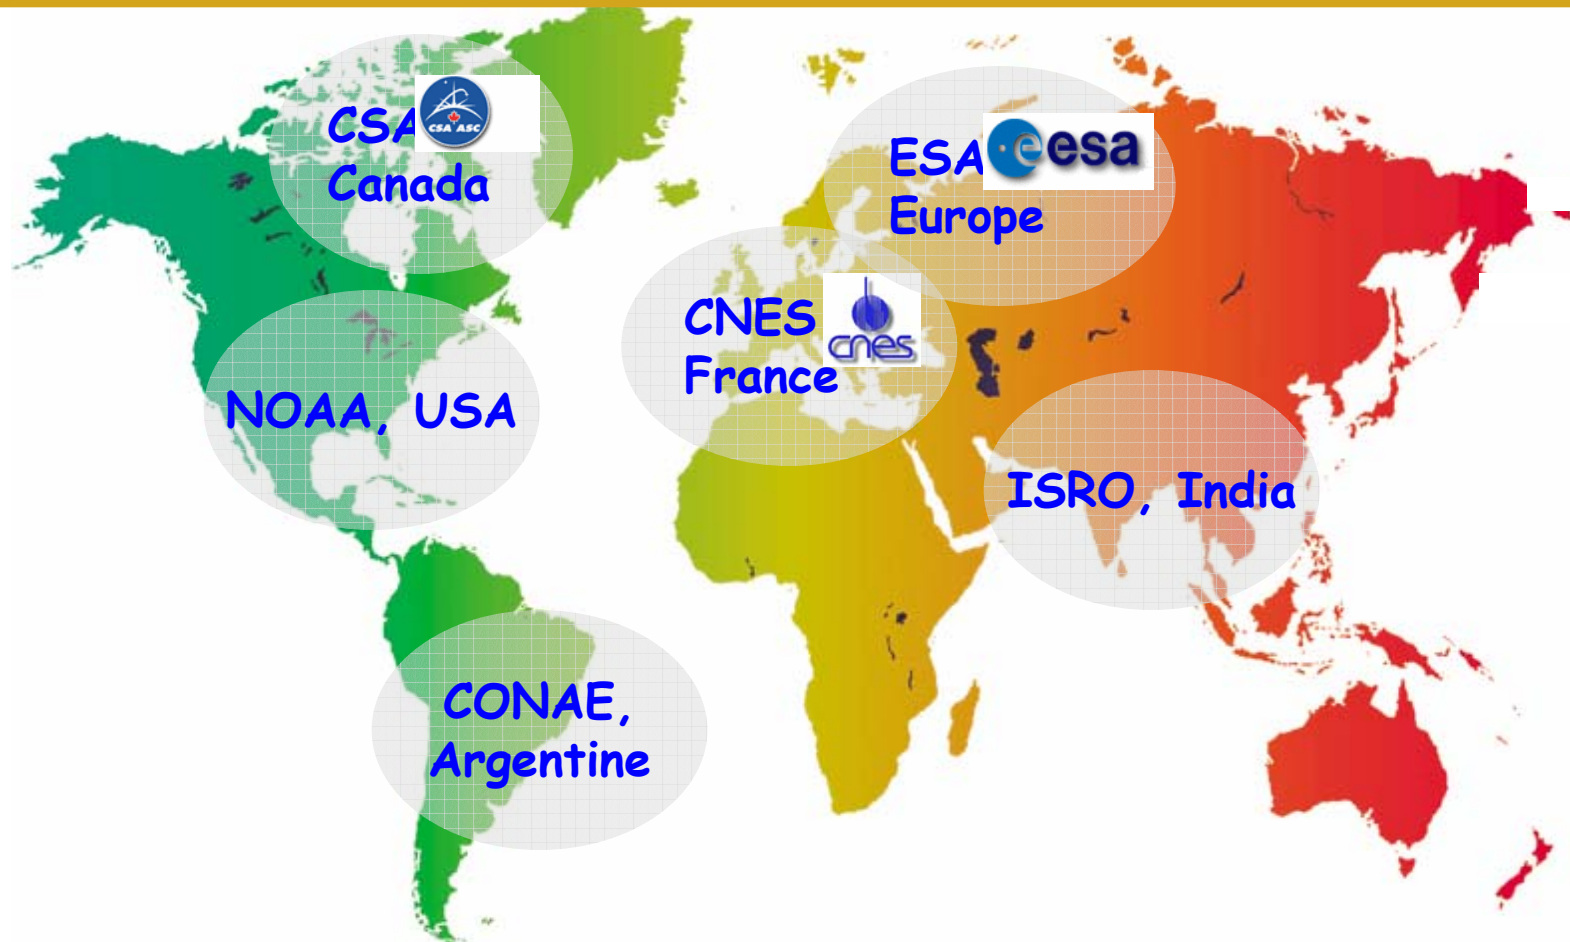 CSA
CSA ASC
Canada
ESA
esa
Europe
CNES
cnes
France
NOAA, USA
ISRO, India
CONAE,
Argentine